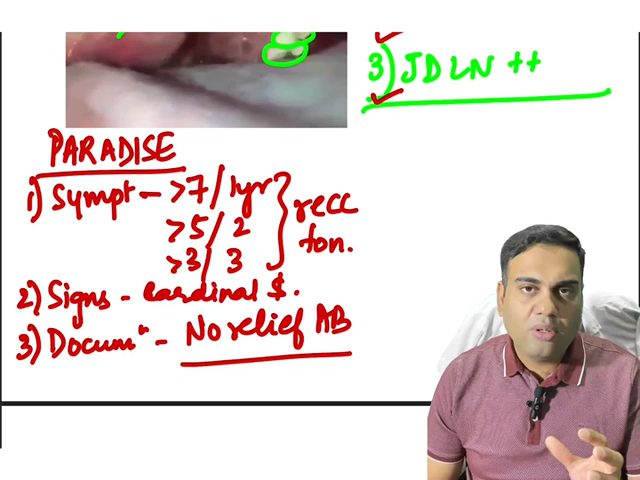 3) JDLN ++
PARADISE
1) Sympt - >7/1yr
>5/2
>3/3
recc
ton.
2) Signs - Cardinal $.
3) Docum" - No relief AB